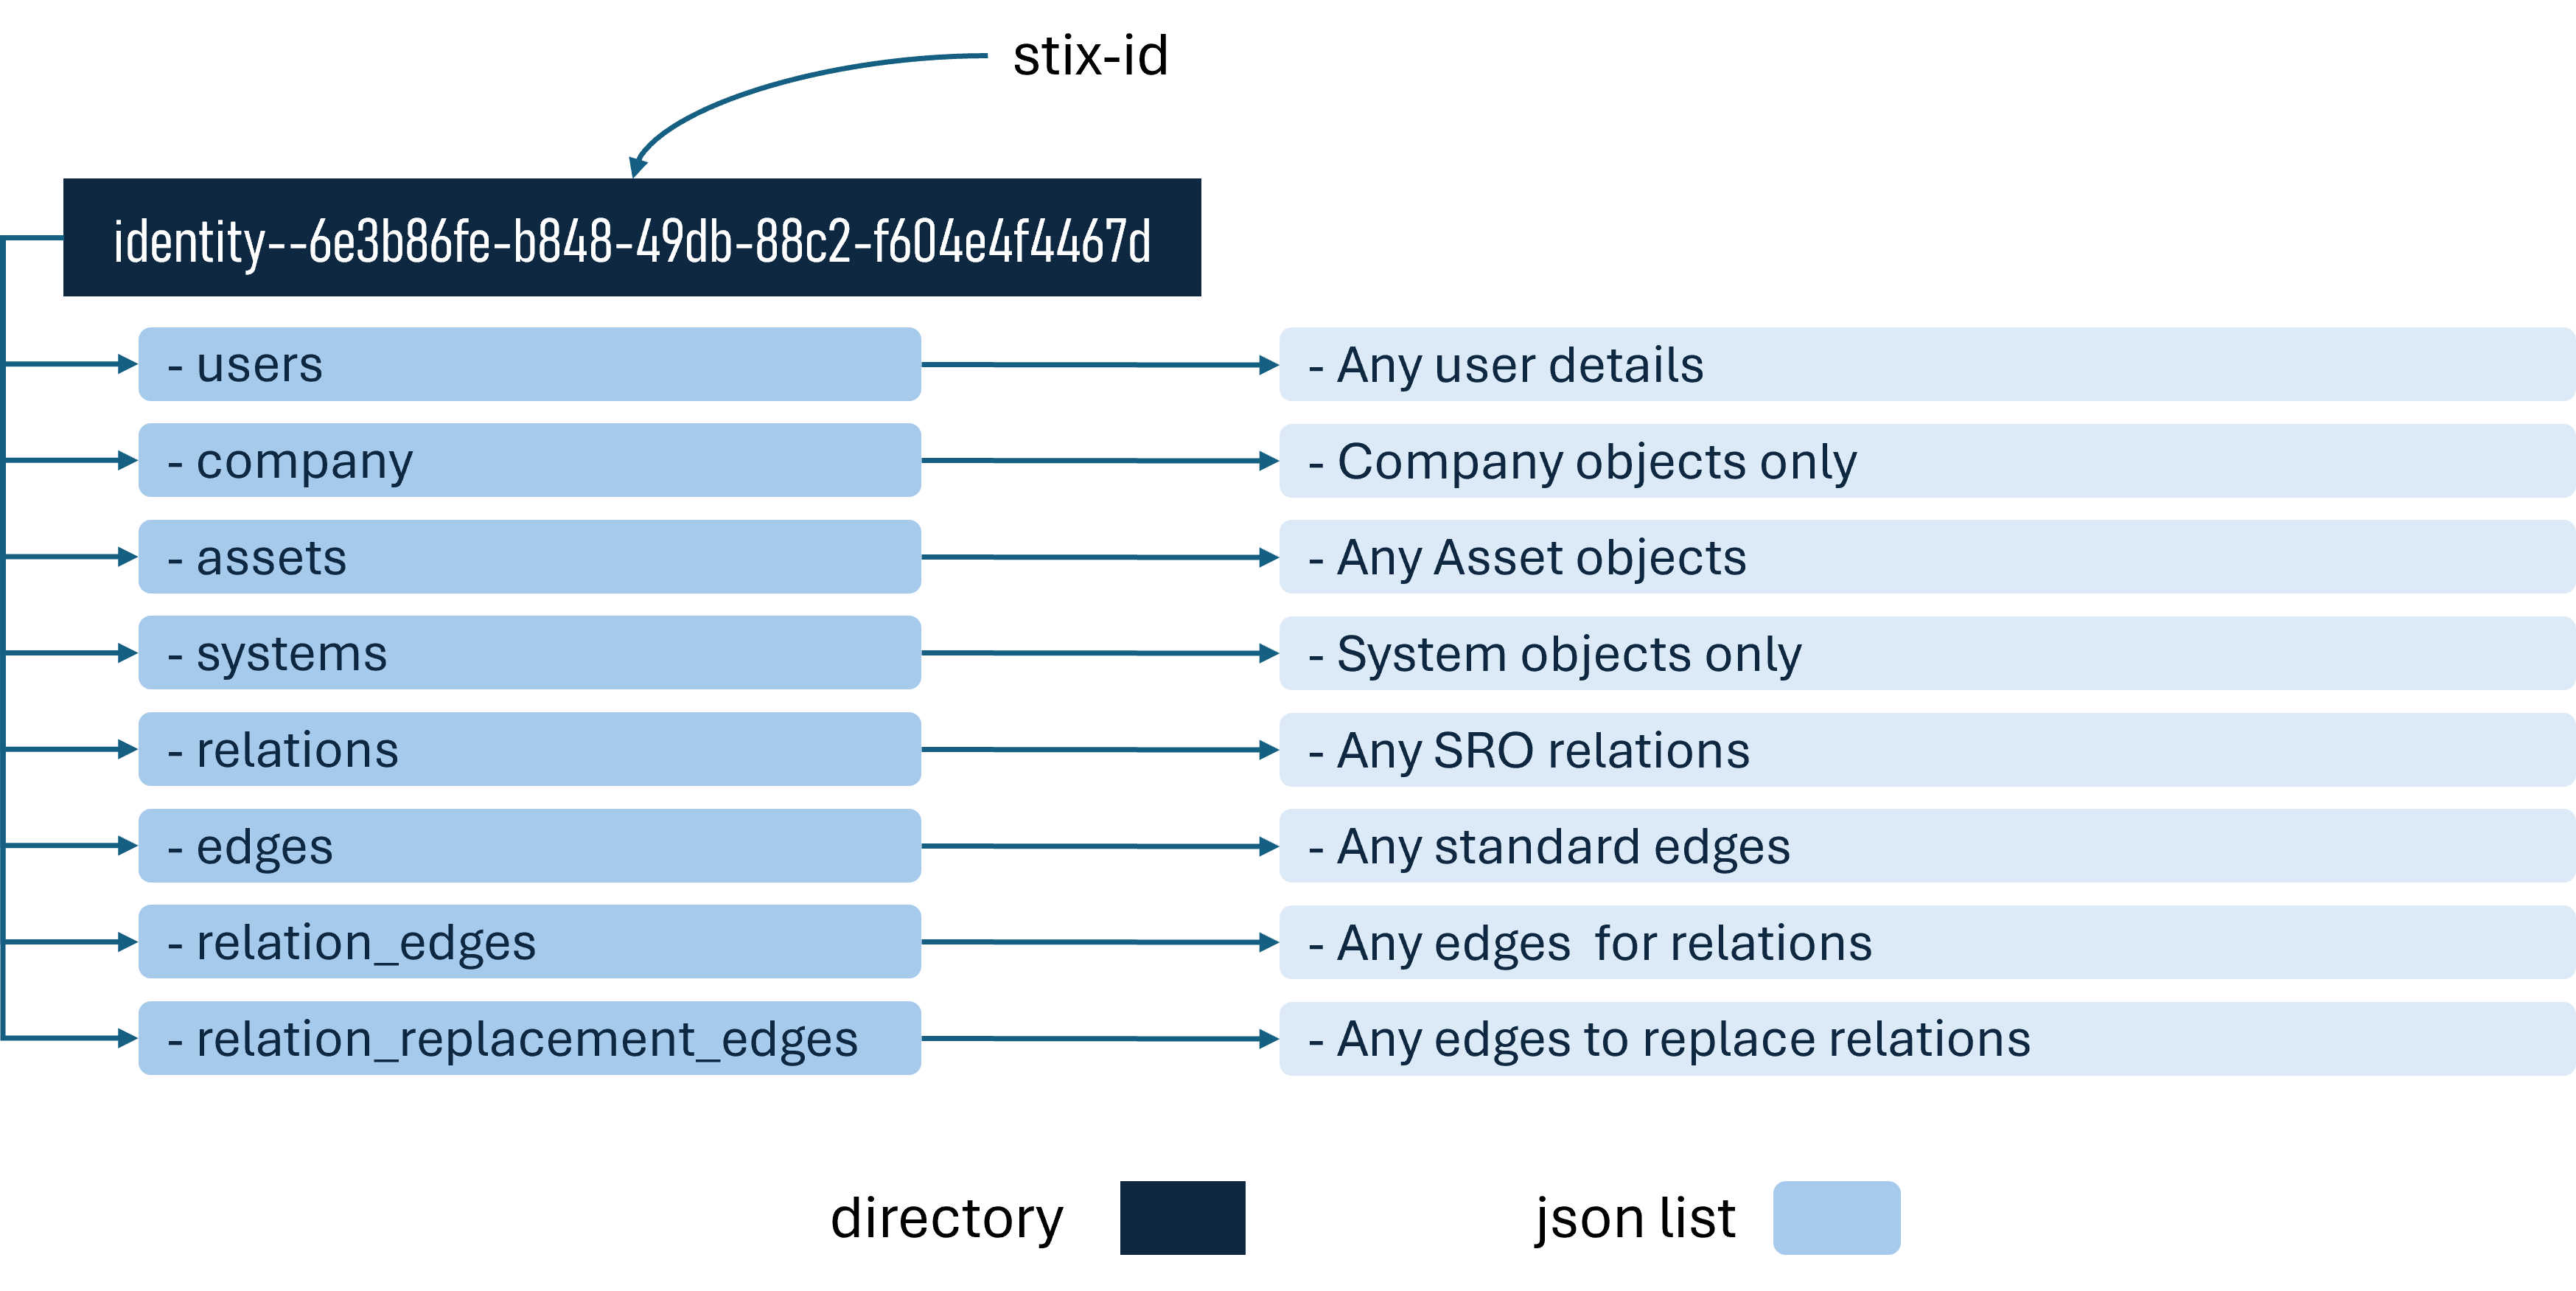 stix-id
identity--6e3b86fe-b848-49db-88c2-f604e4f4467d
- users
- Any user details
- company
- Company objects only
- assets
- Any Asset objects
- systems
- System objects only
- relations
- Any SRO relations
- edges
- Any standard edges
- relation_edges
- Any edges  for relations
- relation_replacement_edges
- Any edges to replace relations
directory
json list